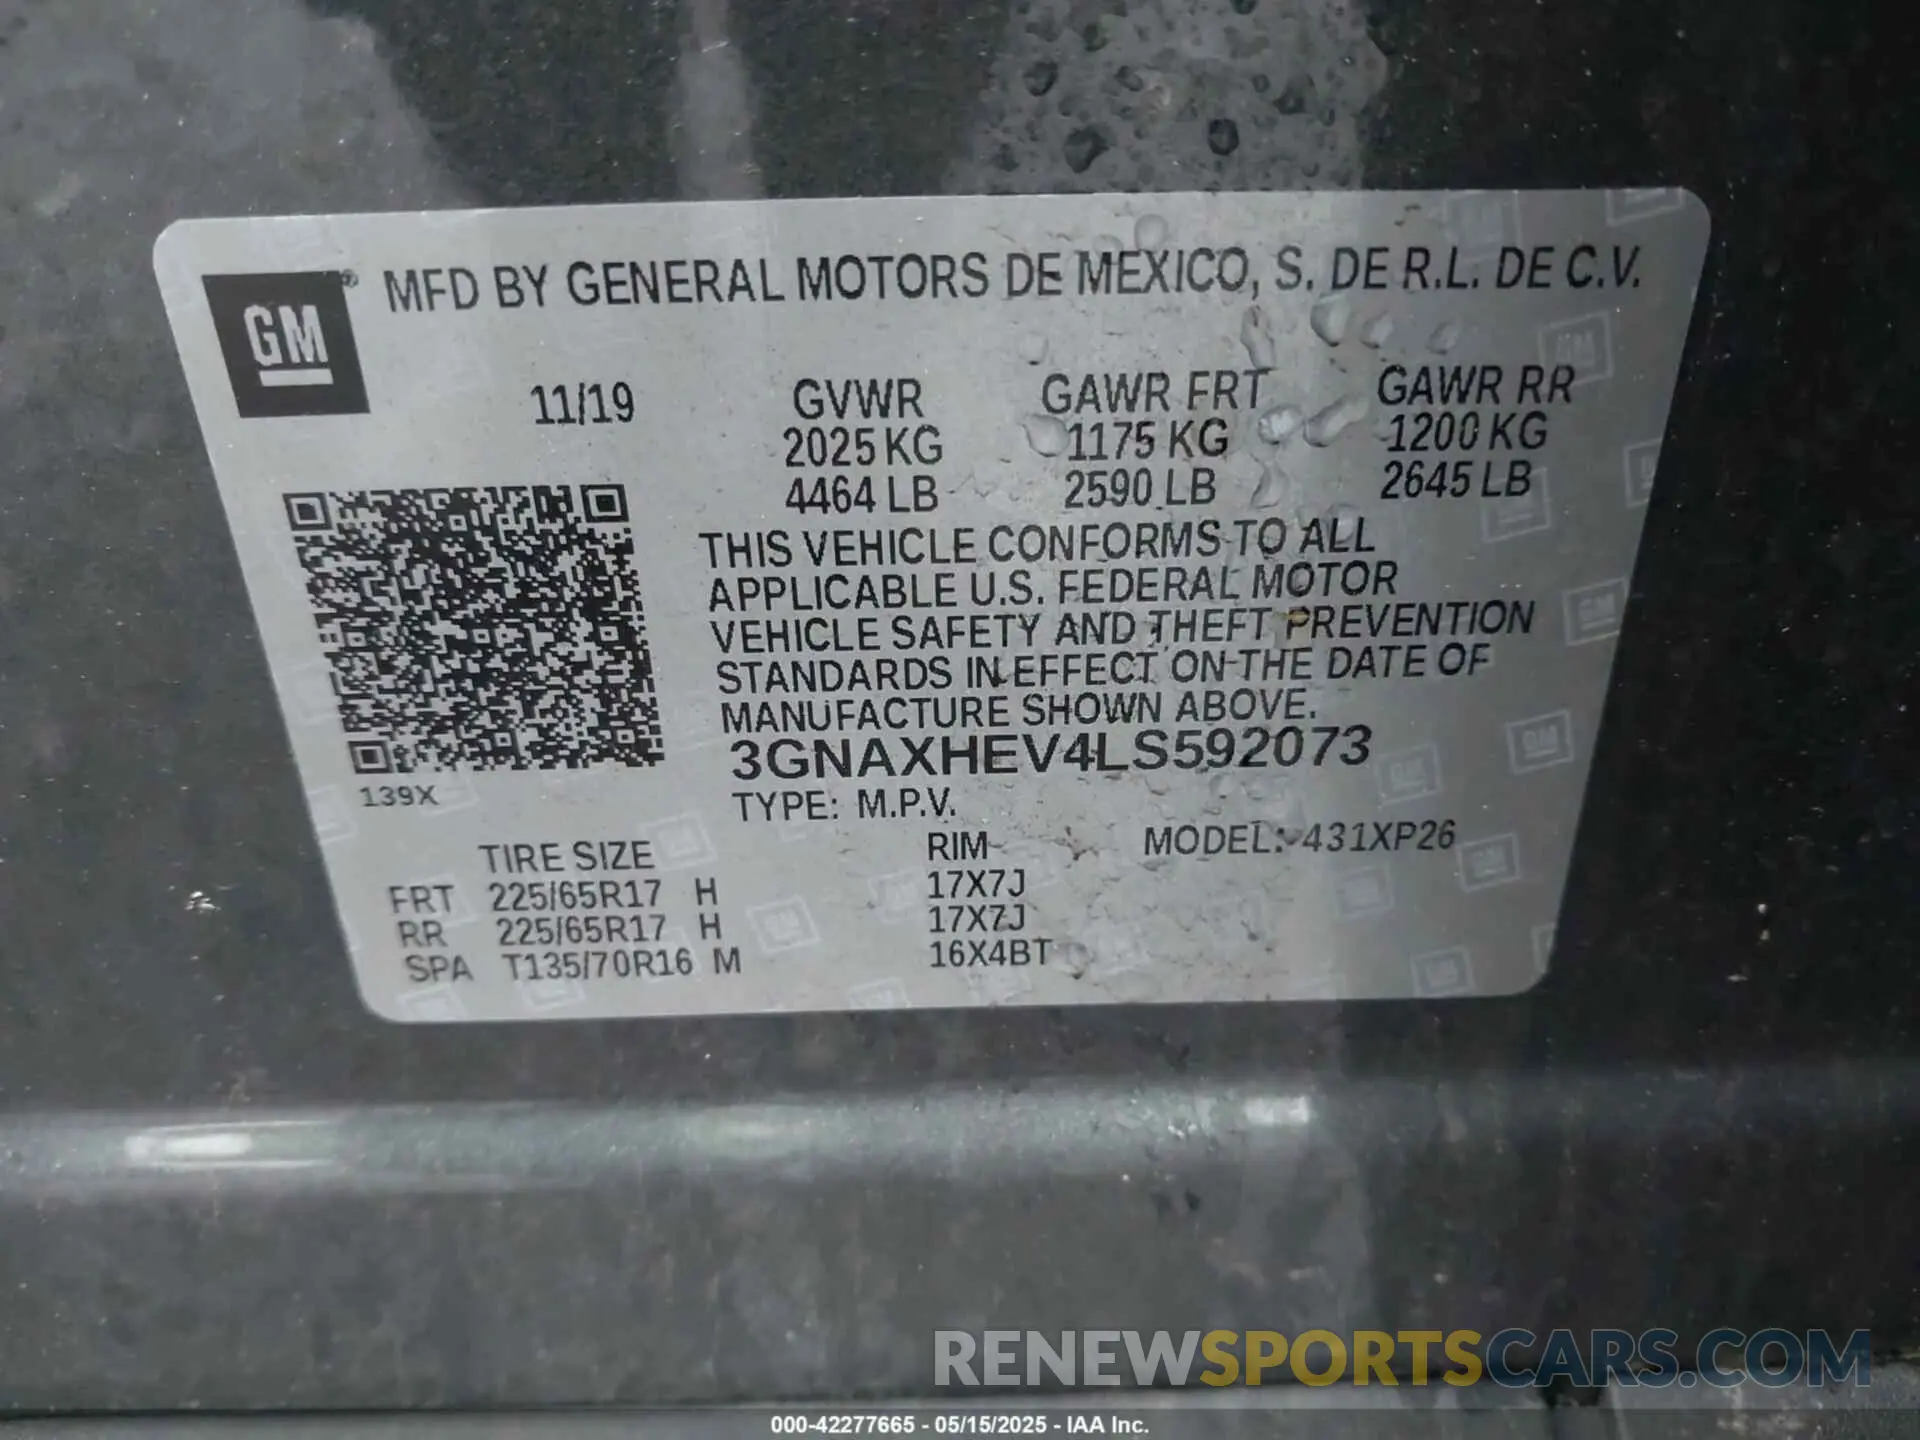 GM® MFD BY GENERAL MOTORS DE MEXICO, S. DE R.L. DE C.V.
11/19 GVWR GAWR FRT GAWR RR
2025 KG 1175 KG 1200 KG
4464 LB 2590 LB 2645 LB
THIS VEHICLE CONFORMS TO ALL
APPLICABLE U.S. FEDERAL MOTOR
VEHICLE SAFETY AND THEFT PREVENTION
STANDARDS IN EFFECT ON THE DATE OF
MANUFACTURE SHOWN ABOVE.
3GNAXHEV4LS592073
139X
TYPE: M.P.V.
TIRE SIZE RIM MODEL: 431XP26
FRT 225/65R17 H 17X7J
RR 225/65R17 H 17X7J
SPA T135/70R16 M 16X4BT
RENEWSPORTSCARS.COM
000-42277665 - 05/15/2025 - IAA Inc.